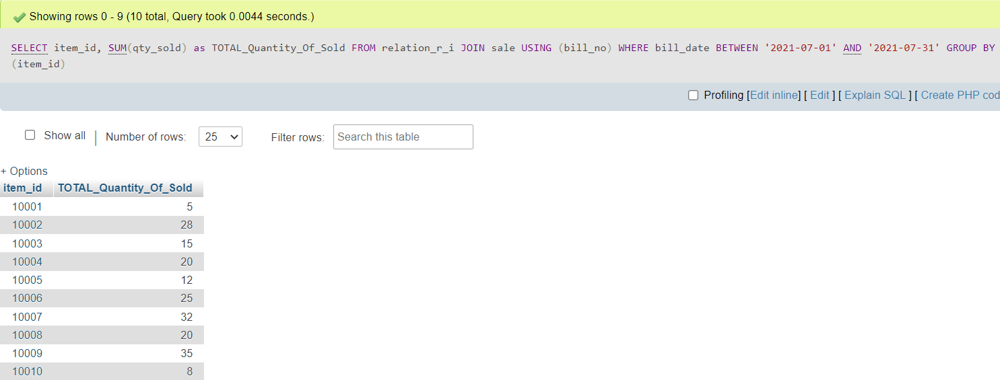 Showing rows 0 - 9 (10 total, Query took 0.0044 seconds.)
SELECT item_id, SUM(qty_sold) as TOTAL_Quantity_Of_Sold FROM relation_r_i JOIN sale USING (bill_no) WHERE bill_date BETWEEN '2021-07-01' AND '2021-07-31' GROUP BY
(item_id)
Profiling [Edit inline] [ Edit ] [ Explain SQL ] [ Create PHP cod
Show all | Number of rows: 25 Filter rows: Search this table
+ Options
item_id TOTAL_Quantity_Of_Sold
10001 5
10002 28
10003 15
10004 20
10005 12
10006 25
10007 32
10008 20
10009 35
10010 8